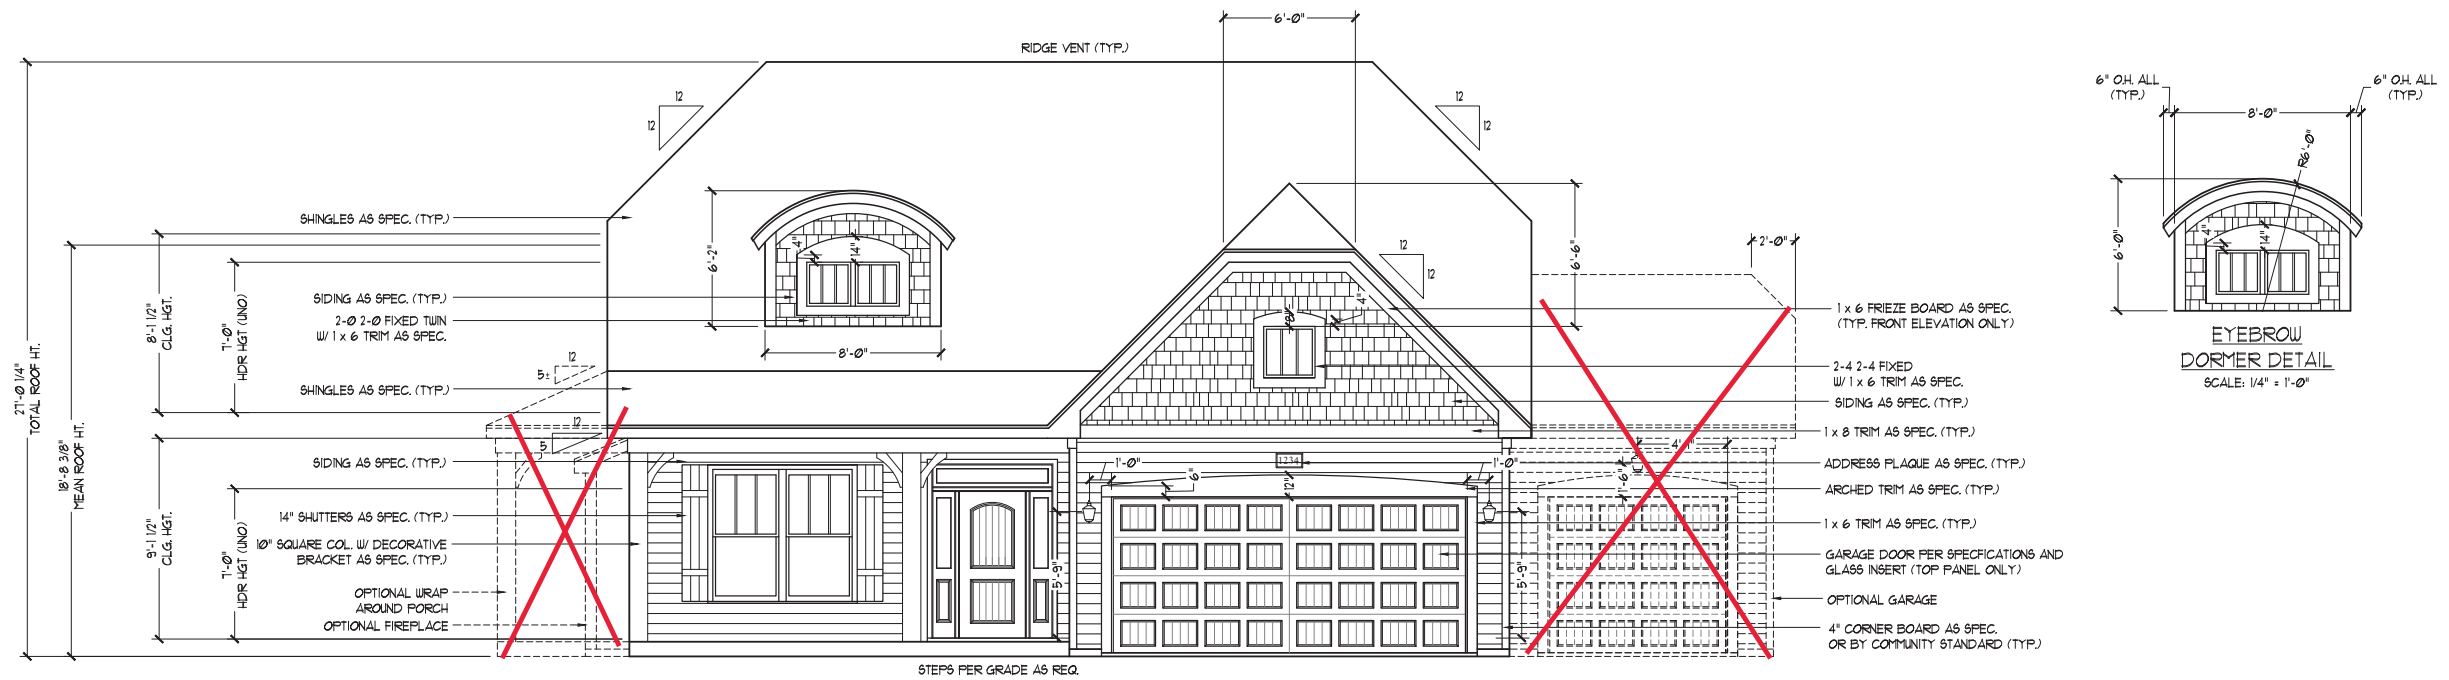 6'-0"
RIDGE VENT (TYP.)
12
12
12
12
6" O.H. ALL
(TYP.)
6" O.H. ALL
(TYP.)
8'-0"
R6'-0"
6'-0"
4"
14"
EYEBROW
DORMER DETAIL
SCALE: 1/4" = 1'-0"
27'-0 1/4"
TOTAL ROOF HT.
18'-8 3/8"
MEAN ROOF HT.
8'-1 1/2"
CLG. HGT.
7'-0"
HDR HGT (UNO)
9'-1 1/2"
CLG. HGT.
7'-0"
HDR HGT (UNO)
SHINGLES AS SPEC. (TYP.)
SIDING AS SPEC. (TYP.)
2-0 2-0 FIXED TWIN
W/ 1 x 6 TRIM AS SPEC.
SHINGLES AS SPEC. (TYP.)
SIDING AS SPEC. (TYP.)
14" SHUTTERS AS SPEC. (TYP.)
10" SQUARE COL. W/ DECORATIVE
BRACKET AS SPEC. (TYP.)
OPTIONAL WRAP
AROUND PORCH
OPTIONAL FIREPLACE
12
5±
12
5
6'-2"
4"
14"
8'-0"
12
12
6'-6"
2'-0"
8"
4"
1'-0"
1234
1'-0"
6"
12"
5'-9"
5'-9"
1'-6"
1 x 6 FRIEZE BOARD AS SPEC.
(TYP. FRONT ELEVATION ONLY)
2-4 2-4 FIXED
W/ 1 x 6 TRIM AS SPEC.
SIDING AS SPEC. (TYP.)
1 x 8 TRIM AS SPEC. (TYP.)
ADDRESS PLAQUE AS SPEC. (TYP.)
ARCHED TRIM AS SPEC. (TYP.)
1 x 6 TRIM AS SPEC. (TYP.)
GARAGE DOOR PER SPECFICATIONS AND
GLASS INSERT (TOP PANEL ONLY)
OPTIONAL GARAGE
4" CORNER BOARD AS SPEC.
OR BY COMMUNITY STANDARD (TYP.)
STEPS PER GRADE AS REQ.